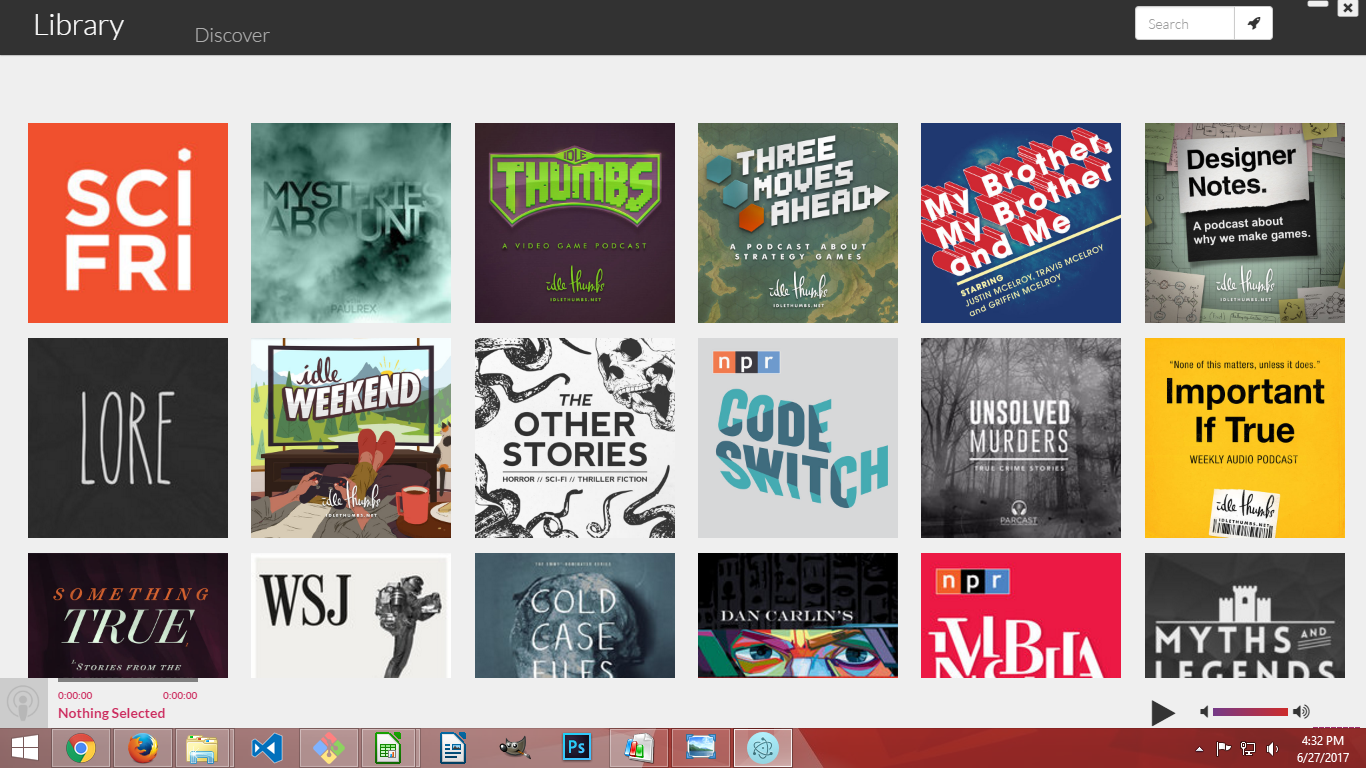 Library
Discover
Search
SCI
FRI
MYSTERIES
ABOUND
PAULREX
IDLE
THUMBS
A VIDEO GAME PODCAST
idle thumbs
IDLETHUMBS.NET
THREE
MOVES
AHEAD
A PODCAST ABOUT
STRATEGY GAMES
idle thumbs
IDLETHUMBS.NET
My Brother,
My Brother
and Me
STARRING
JUSTIN MCELROY, TRAVIS MCELROY
and GRIFFIN MCELROY
Designer
Notes.
A podcast about
why we make games.
idle thumbs
IDLETHUMBS.NET
LORE
idle
WEEKEND
idle thumbs
IDLETHUMBS.NET
THE
OTHER
STORIES
HORROR // SCI-FI // THRILLER FICTION
npr
CODE
SWITCH
UNSOLVED
MURDERS
TRUE CRIME STORIES
PARCAST
"None of this matters, unless it does."
Important
If True
WEEKLY AUDIO PODCAST
idle thumbs
IDLETHUMBS.NET
SOMETHING
TRUE,
STORIES FROM THE
WSJ
THE EMMY-NOMINATED SERIES
COLD
CASE
FILES
DAN CARLIN'S
npr
MYTHS AND
LEGENDS
0:00:00 0:00:00
Nothing Selected
Ps
4:32 PM
6/27/2017